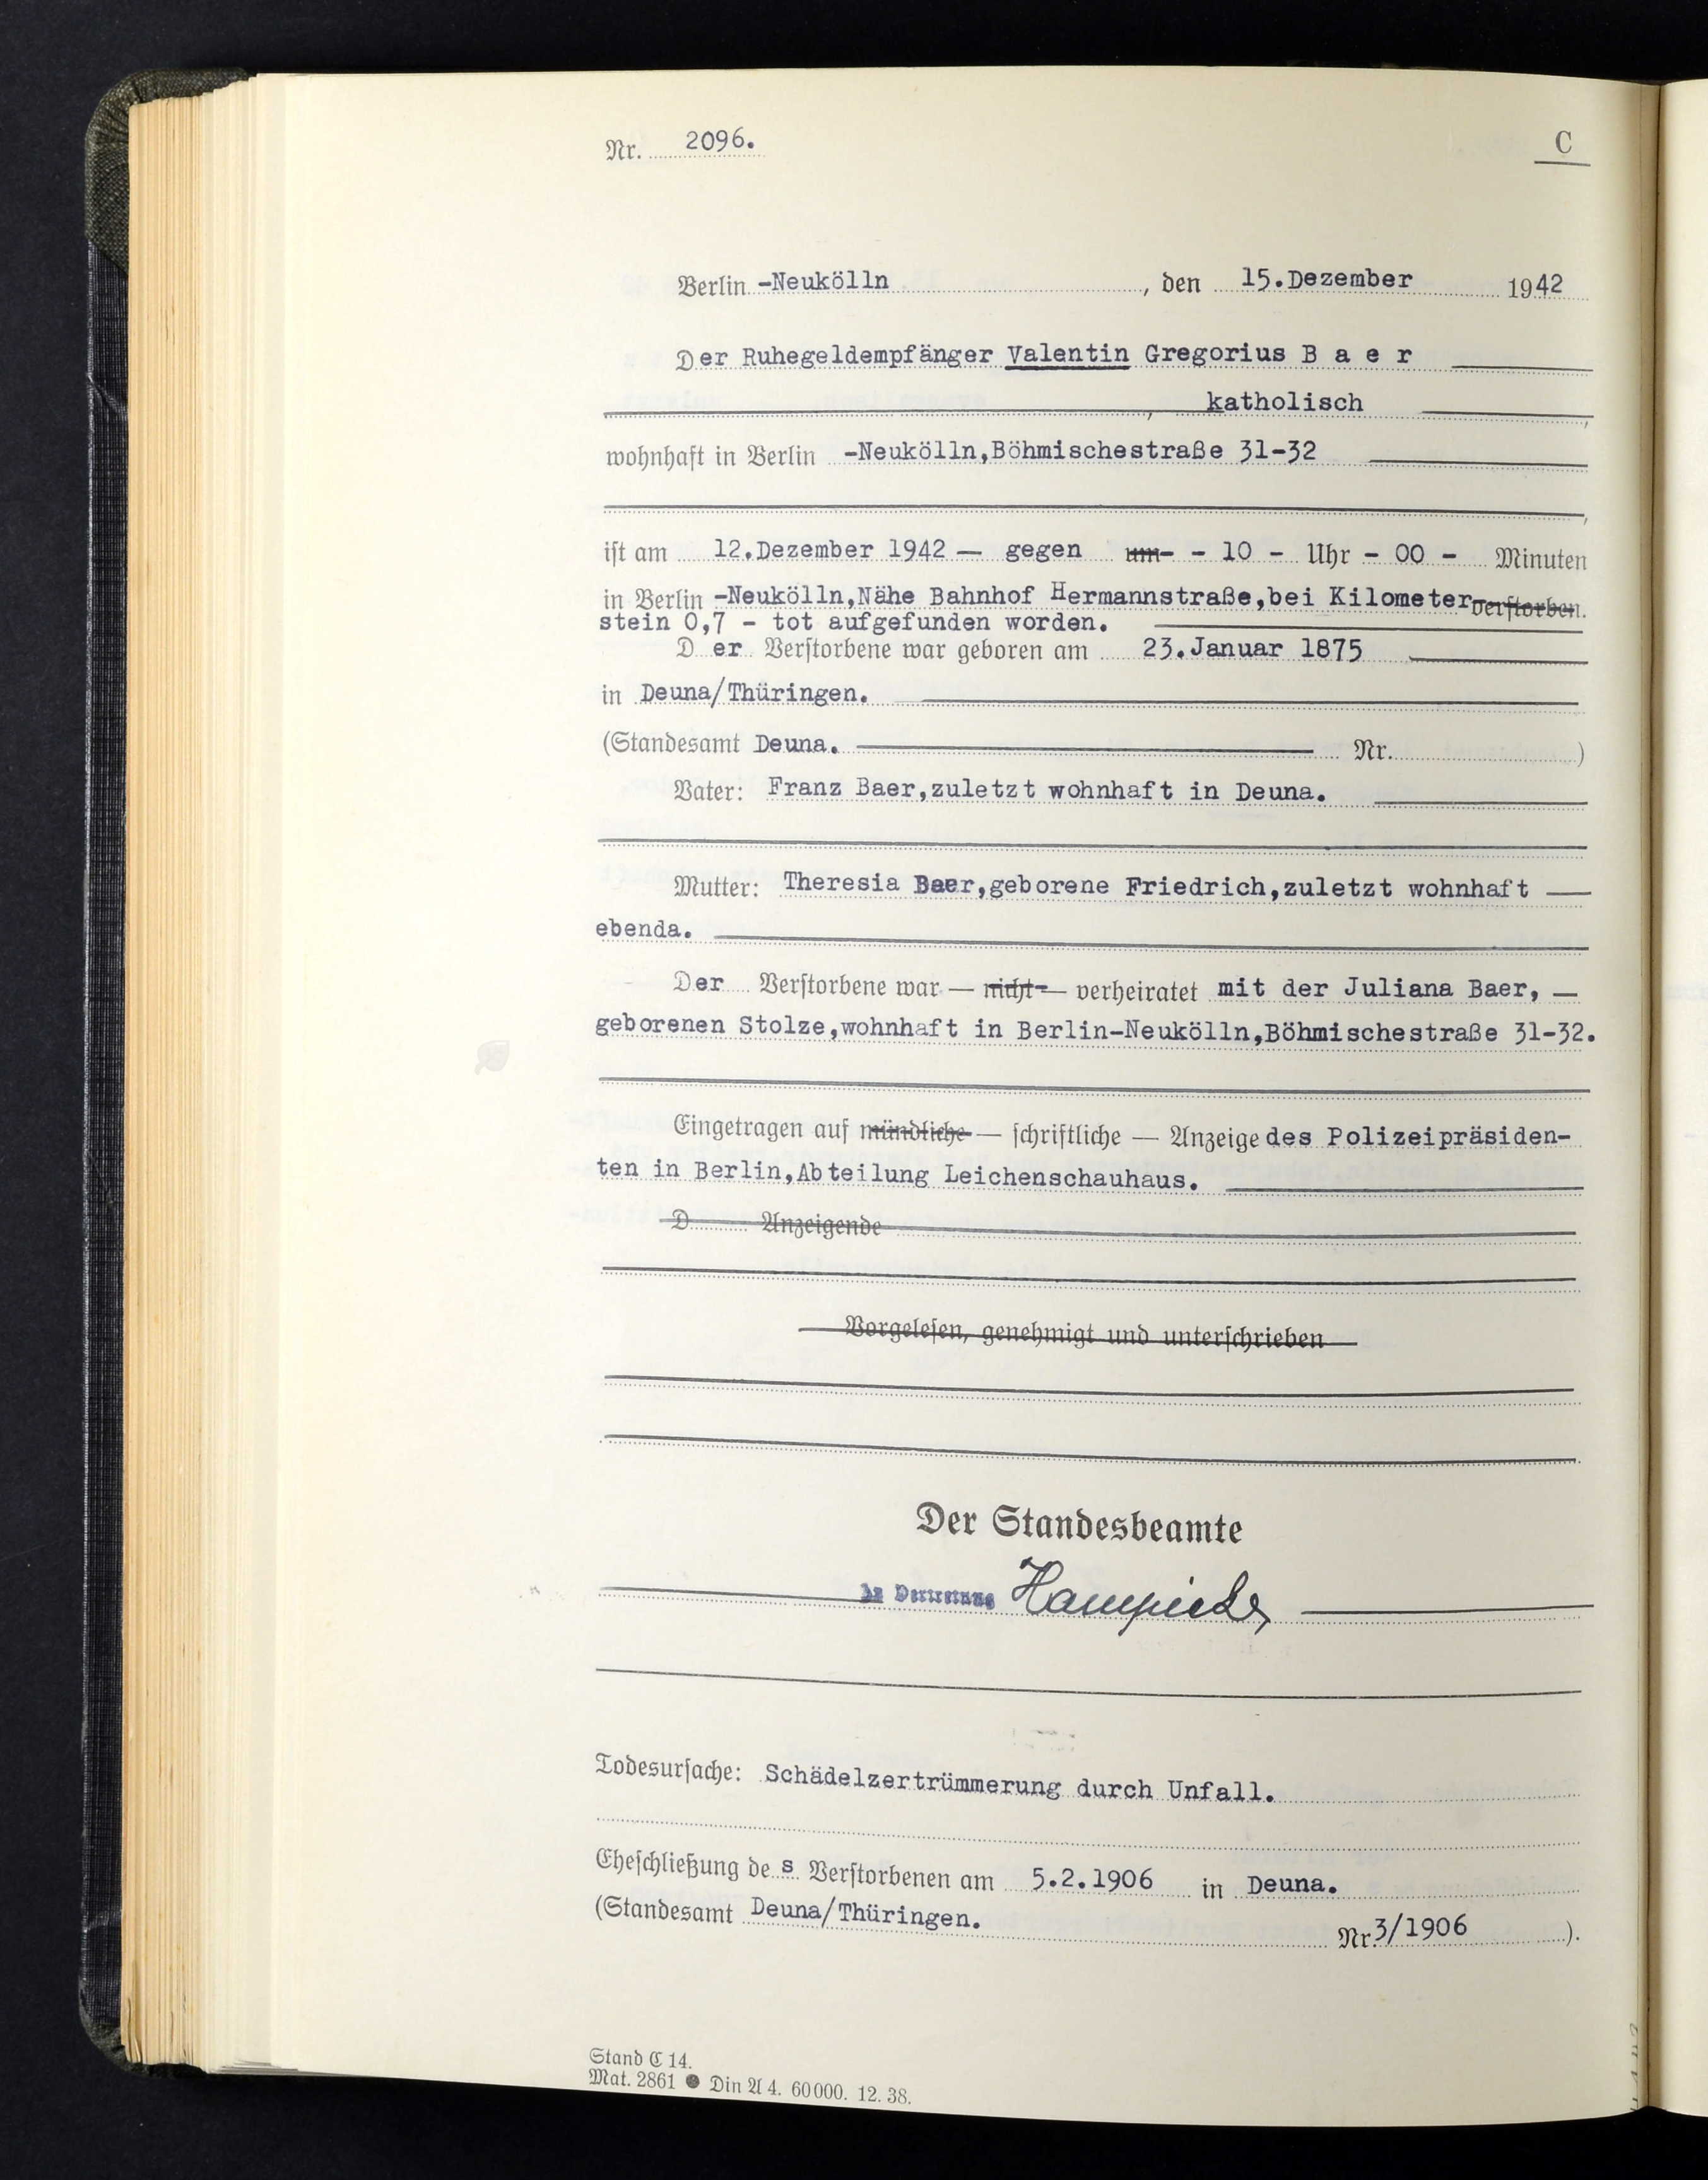 Nr. 2096.
C
Berlin -Neukölln, den 15.Dezember 1942
Der Ruhegeldempfänger Valentin Gregorius B a e r
, katholisch ,
wohnhaft in Berlin -Neukölln,Böhmischestraße 31-32
,
ist am 12.Dezember 1942 — gegen um- - 10 - Uhr - 00 - Minuten
in Berlin -Neukölln,Nähe Bahnhof Hermannstraße,bei Kilometer- verstorben.
stein 0,7 - tot aufgefunden worden.
D er Verstorbene war geboren am 23.Januar 1875
in Deuna/Thüringen.
(Standesamt Deuna. Nr. )
Vater: Franz Baer,zuletzt wohnhaft in Deuna.
Mutter: Theresia Baer,geborene Friedrich,zuletzt wohnhaft
ebenda.
Der Verstorbene war — nicht — verheiratet mit der Juliana Baer, —
geborenen Stolze,wohnhaft in Berlin-Neukölln,Böhmischestraße 31-32.
Eingetragen auf mündliche — schriftliche — Anzeige des Polizeipräsiden-
ten in Berlin,Abteilung Leichenschauhaus.
D Anzeigende
Vorgelesen, genehmigt und unterschrieben
Der Standesbeamte
Todesursache: Schädelzertrümmerung durch Unfall.
Eheschließung de s Verstorbenen am 5.2.1906 in Deuna.
(Standesamt Deuna/Thüringen. Nr. 3/1906 ).
Stand C 14.
Mat. 2861 ● Din A 4. 60000. 12. 38.